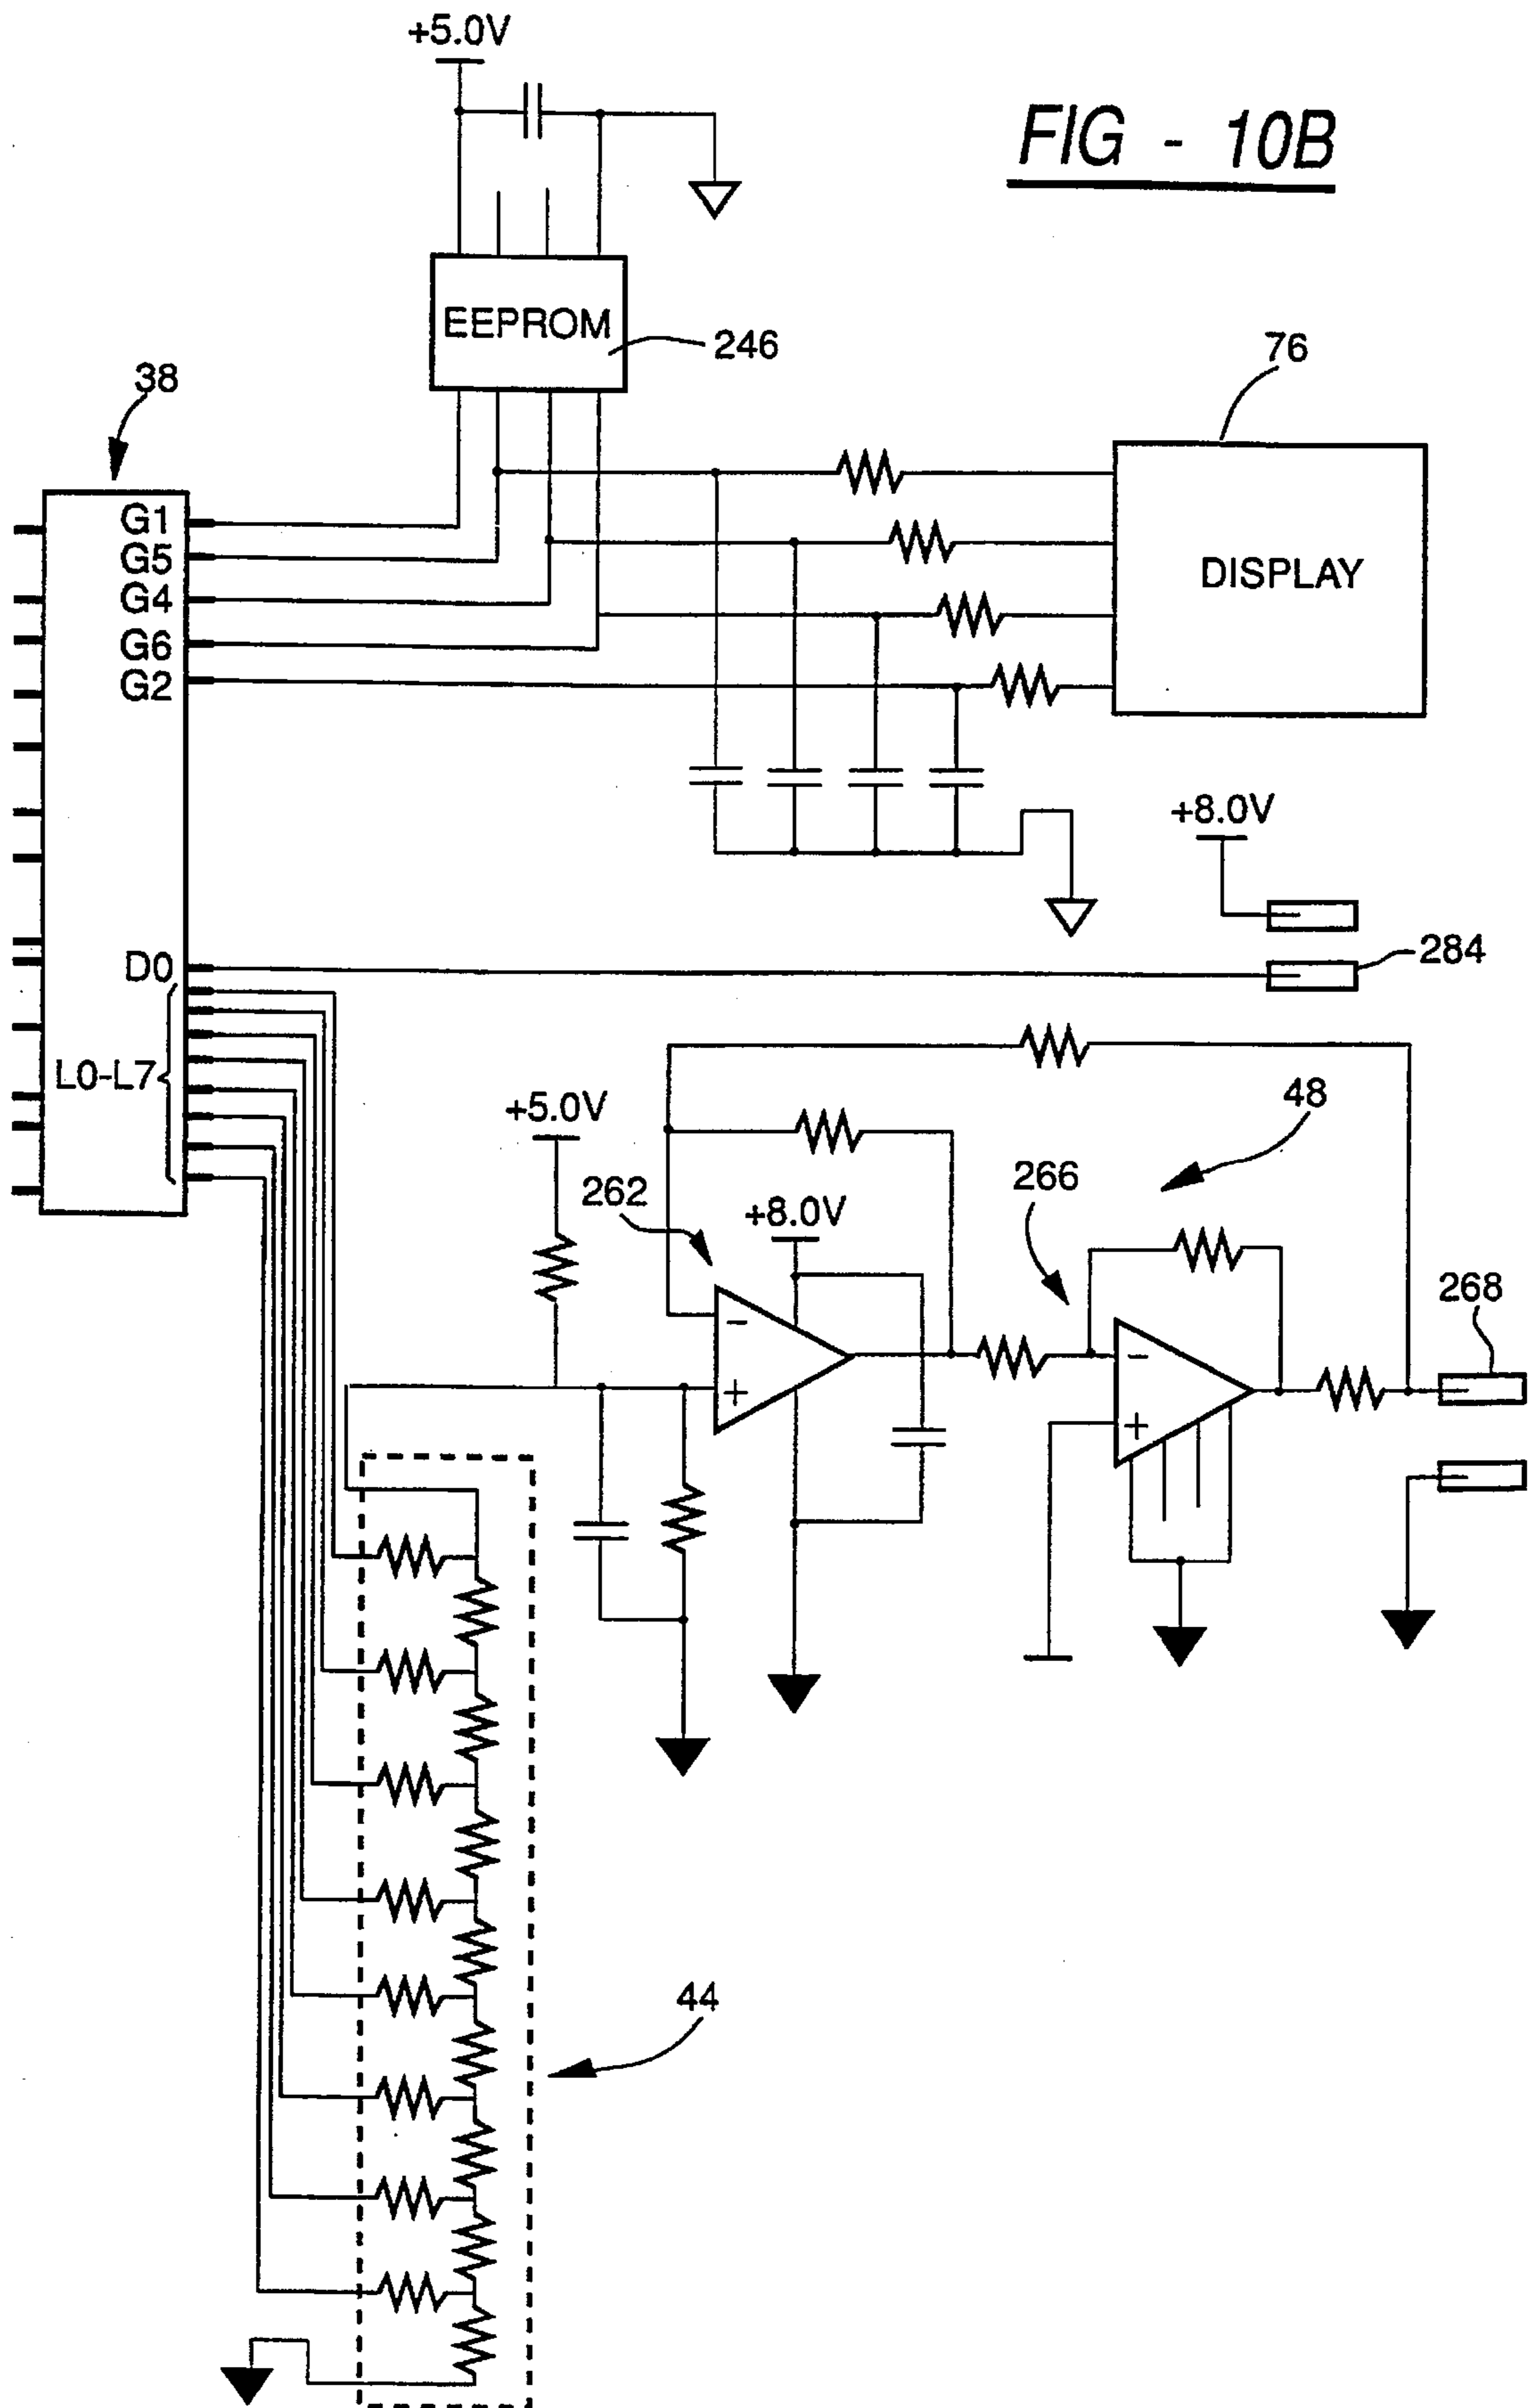 +5.0V
FIG - 10B
EEPROM
246
76
38
G1
G5
G4
G6
G2
DISPLAY
+8.0V
D0
284
L0-L7
+5.0V
48
262
266
+8.0V
268
-
+
-
+
44